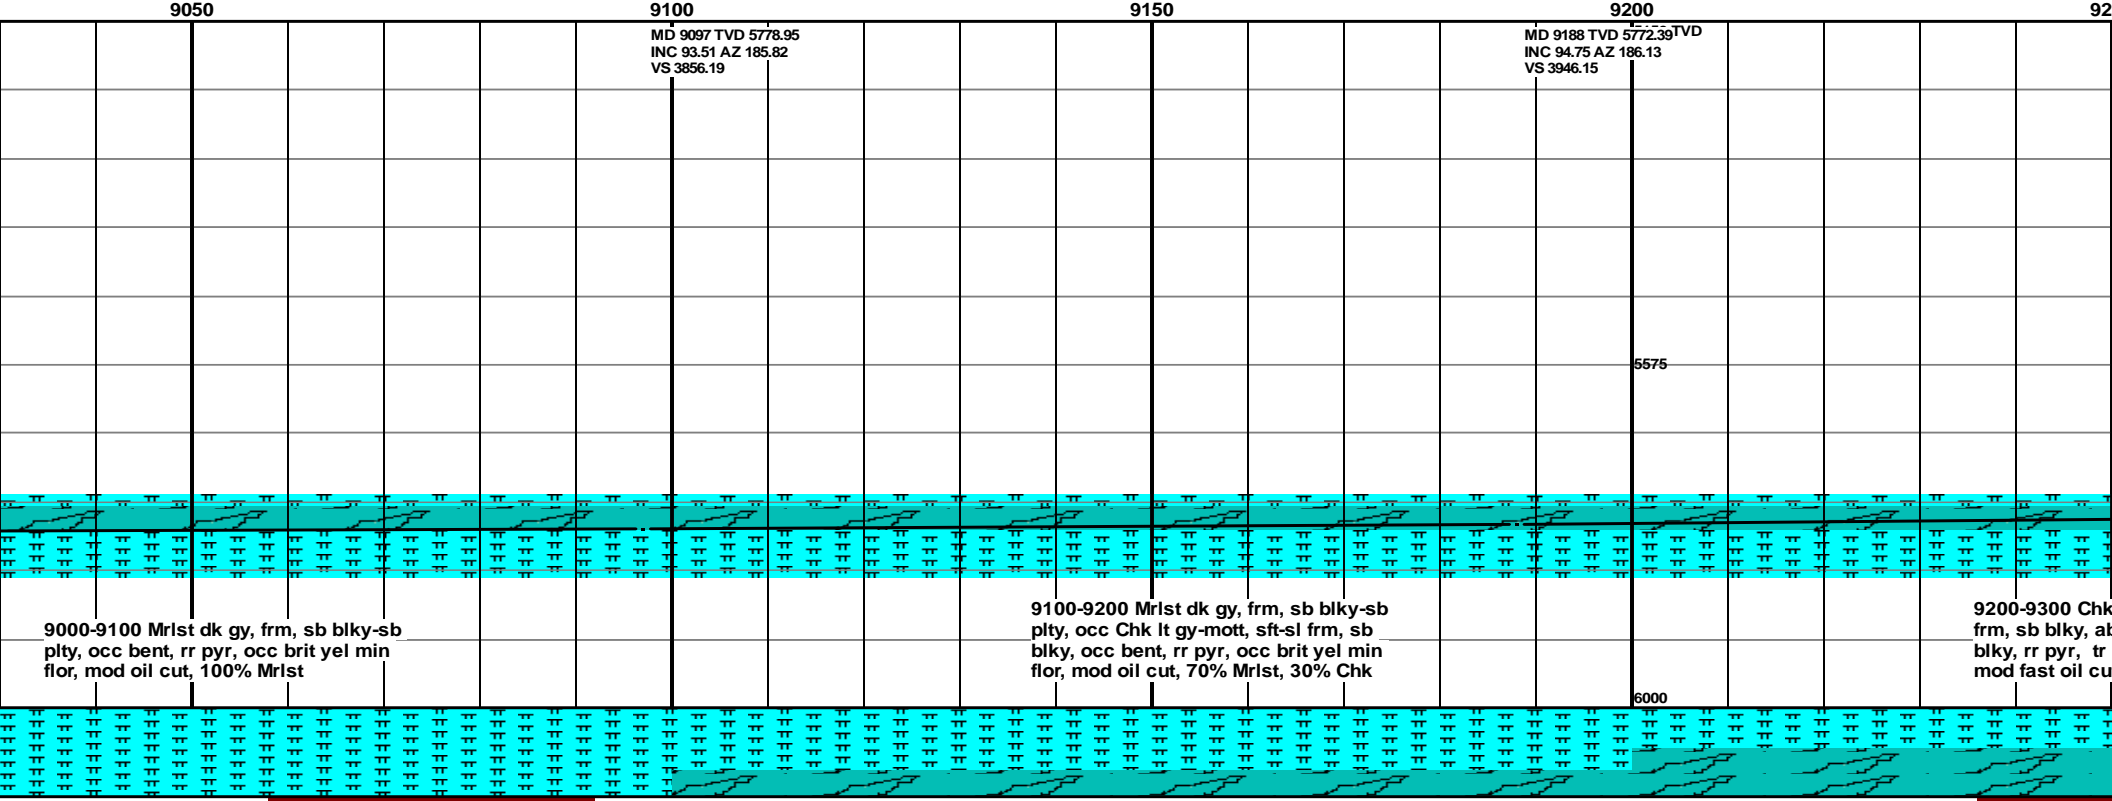 9050
9100
9150
9200
92
MD 9097 TVD 5778.95
INC 93.51 AZ 185.82
VS 3856.19
MD 9188 TVD 5772.39
INC 94.75 AZ 186.13
VS 3946.15
TVD
5575
9000-9100 Mrlst dk gy, frm, sb blky-sb
plty, occ bent, rr pyr, occ brit yel min
flor, mod oil cut, 100% Mrlst
9100-9200 Mrlst dk gy, frm, sb blky-sb
plty, occ Chk lt gy-mott, sft-sl frm, sb
blky, occ bent, rr pyr, occ brit yel min
flor, mod oil cut, 70% Mrlst, 30% Chk
9200-9300 Chk
frm, sb blky, ab
blky, rr pyr, tr
mod fast oil cu
6000